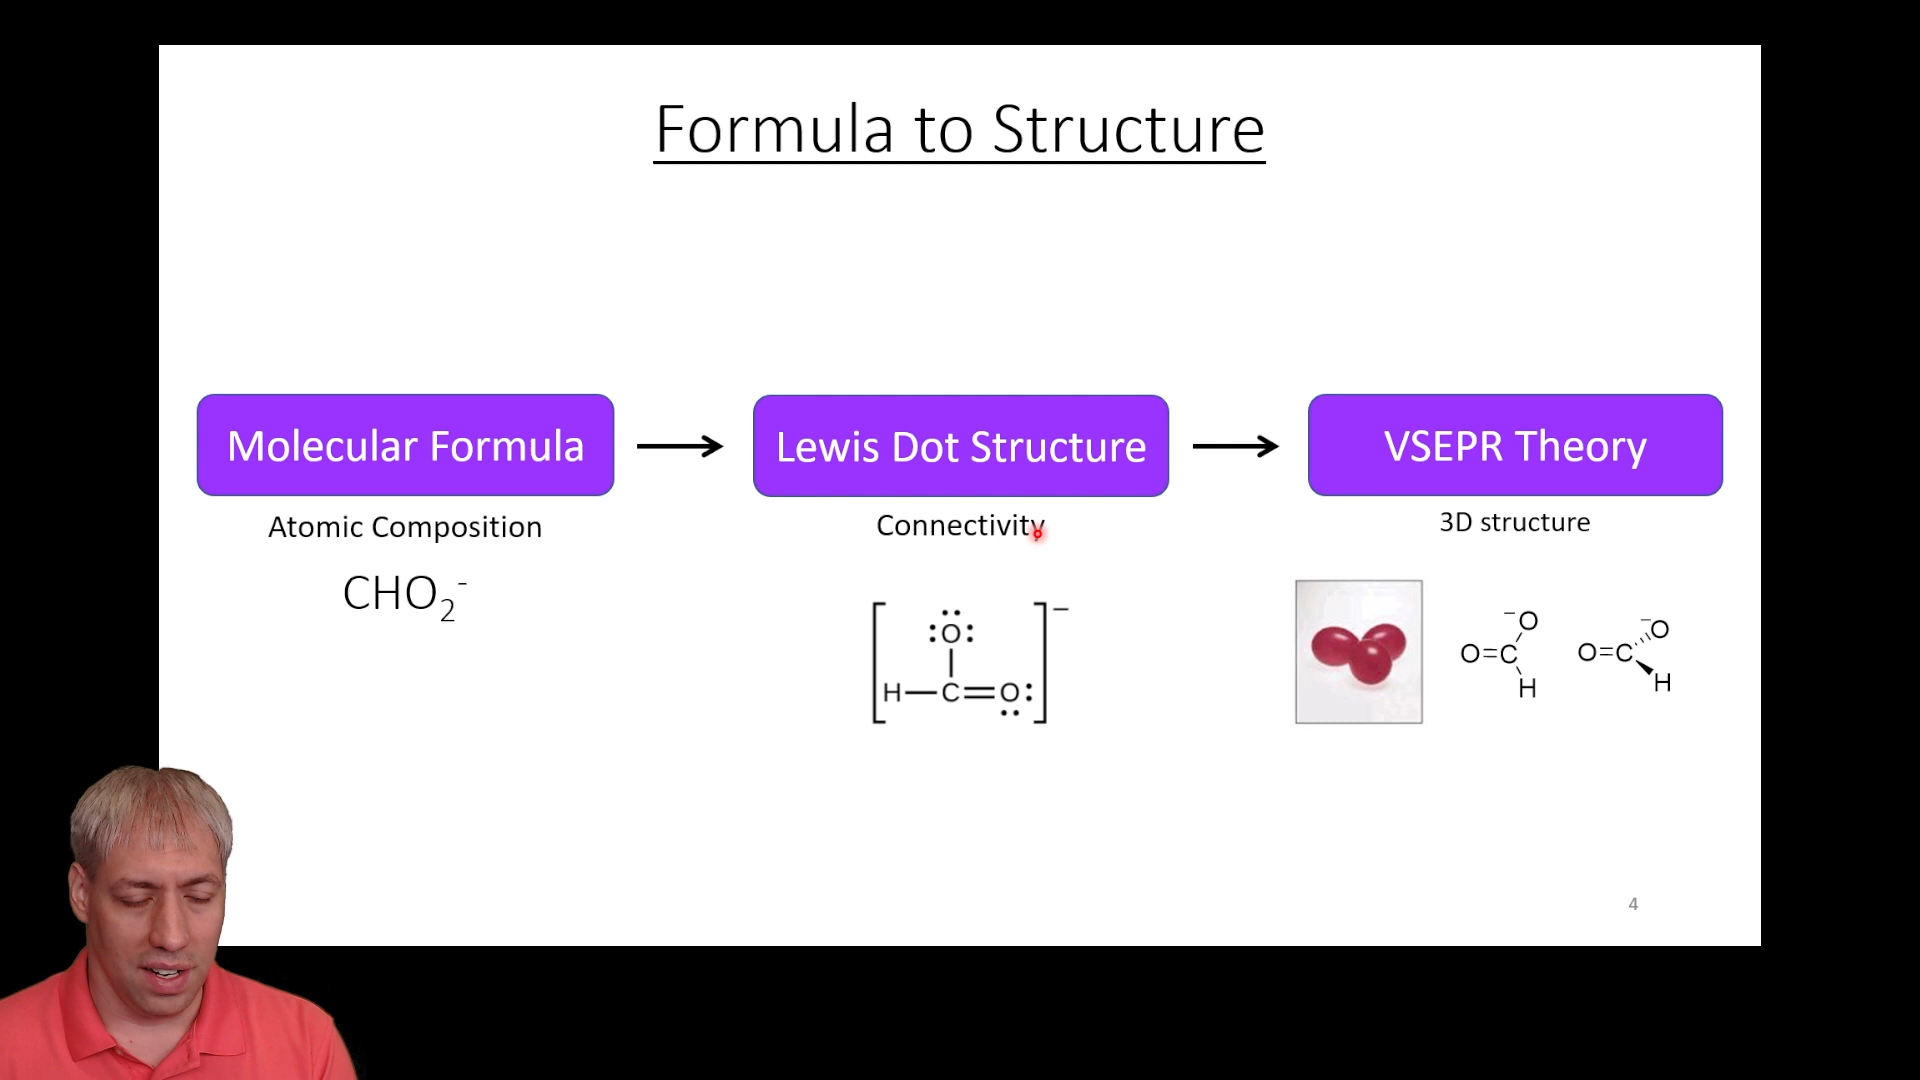 Formula to Structure
Molecular Formula
Lewis Dot Structure
VSEPR Theory
Atomic Composition
Connectivity
3D structure
CHO₂⁻
[:Ö: –
H—C=O:]
⁻O
O=C
H
⁻O
O=C
H
4